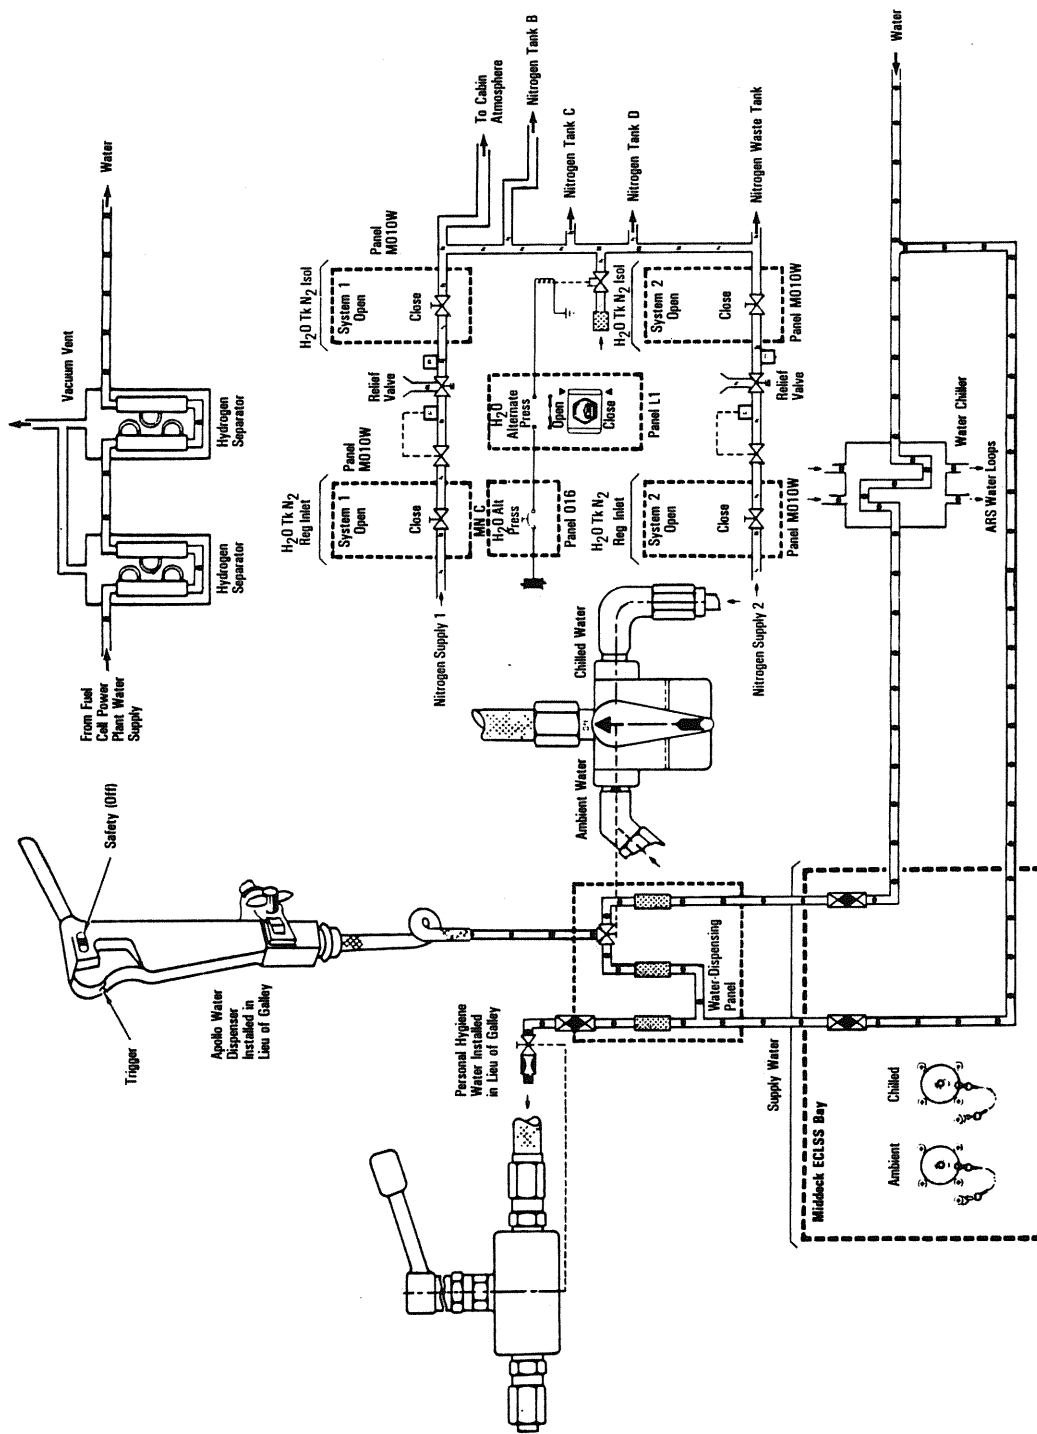 From Fuel
Cell Power
Plant Water
Supply
Hydrogen
Separator
Hydrogen
Separator
Vacuum Vent
Water
Trigger
Safety (Off)
Apollo Water
Dispenser
Installed in
Lieu of Galley
H2O Tk N2
Reg Inlet
System 1
Open
Close
Panel
MO10W
Relief
Valve
H2O Tk N2 Isol
System 1
Open
Close
Panel
MO10W
To Cabin
Atmosphere
Nitrogen Tank B
Nitrogen Supply 1
MN C
H2O Alt
Press
Panel O16
H2O
Alternate
Press
Open
Close
Panel L1
Nitrogen Tank C
Nitrogen Tank D
H2O Tk N2
Reg Inlet
System 2
Open
Close
Panel MO10W
Relief
Valve
H2O Tk N2 Isol
System 2
Open
Close
Panel MO10W
Nitrogen Waste Tank
Nitrogen Supply 2
Ambient Water
Chilled Water
Personal Hygiene
Water Installed
in Lieu of Galley
Water-Dispensing
Panel
Supply Water
Middeck ECLSS Bay
Ambient
Chilled
Water Chiller
ARS Water Loops
Water